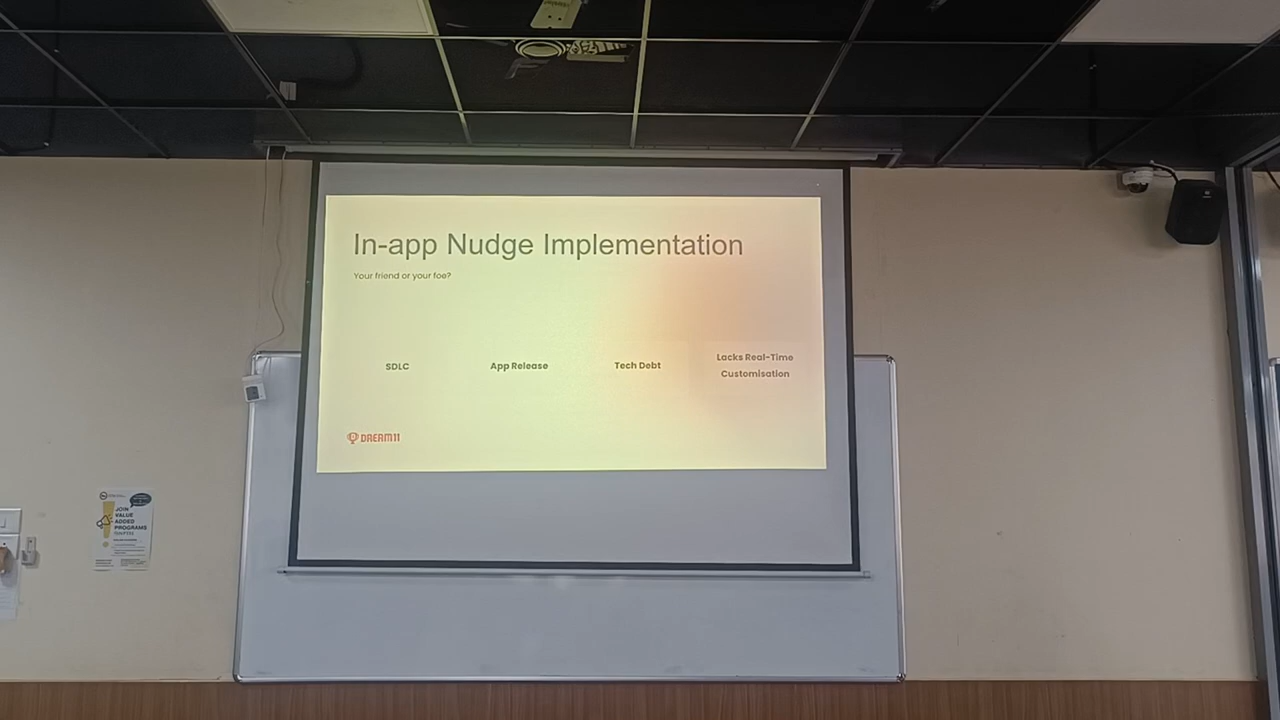 In-app Nudge Implementation
Your friend or your foe?
SDLC
App Release
Tech Debt
Lacks Real-Time
Customisation
DREAM11
JOIN
VALUE
ADDED
PROGRAMS